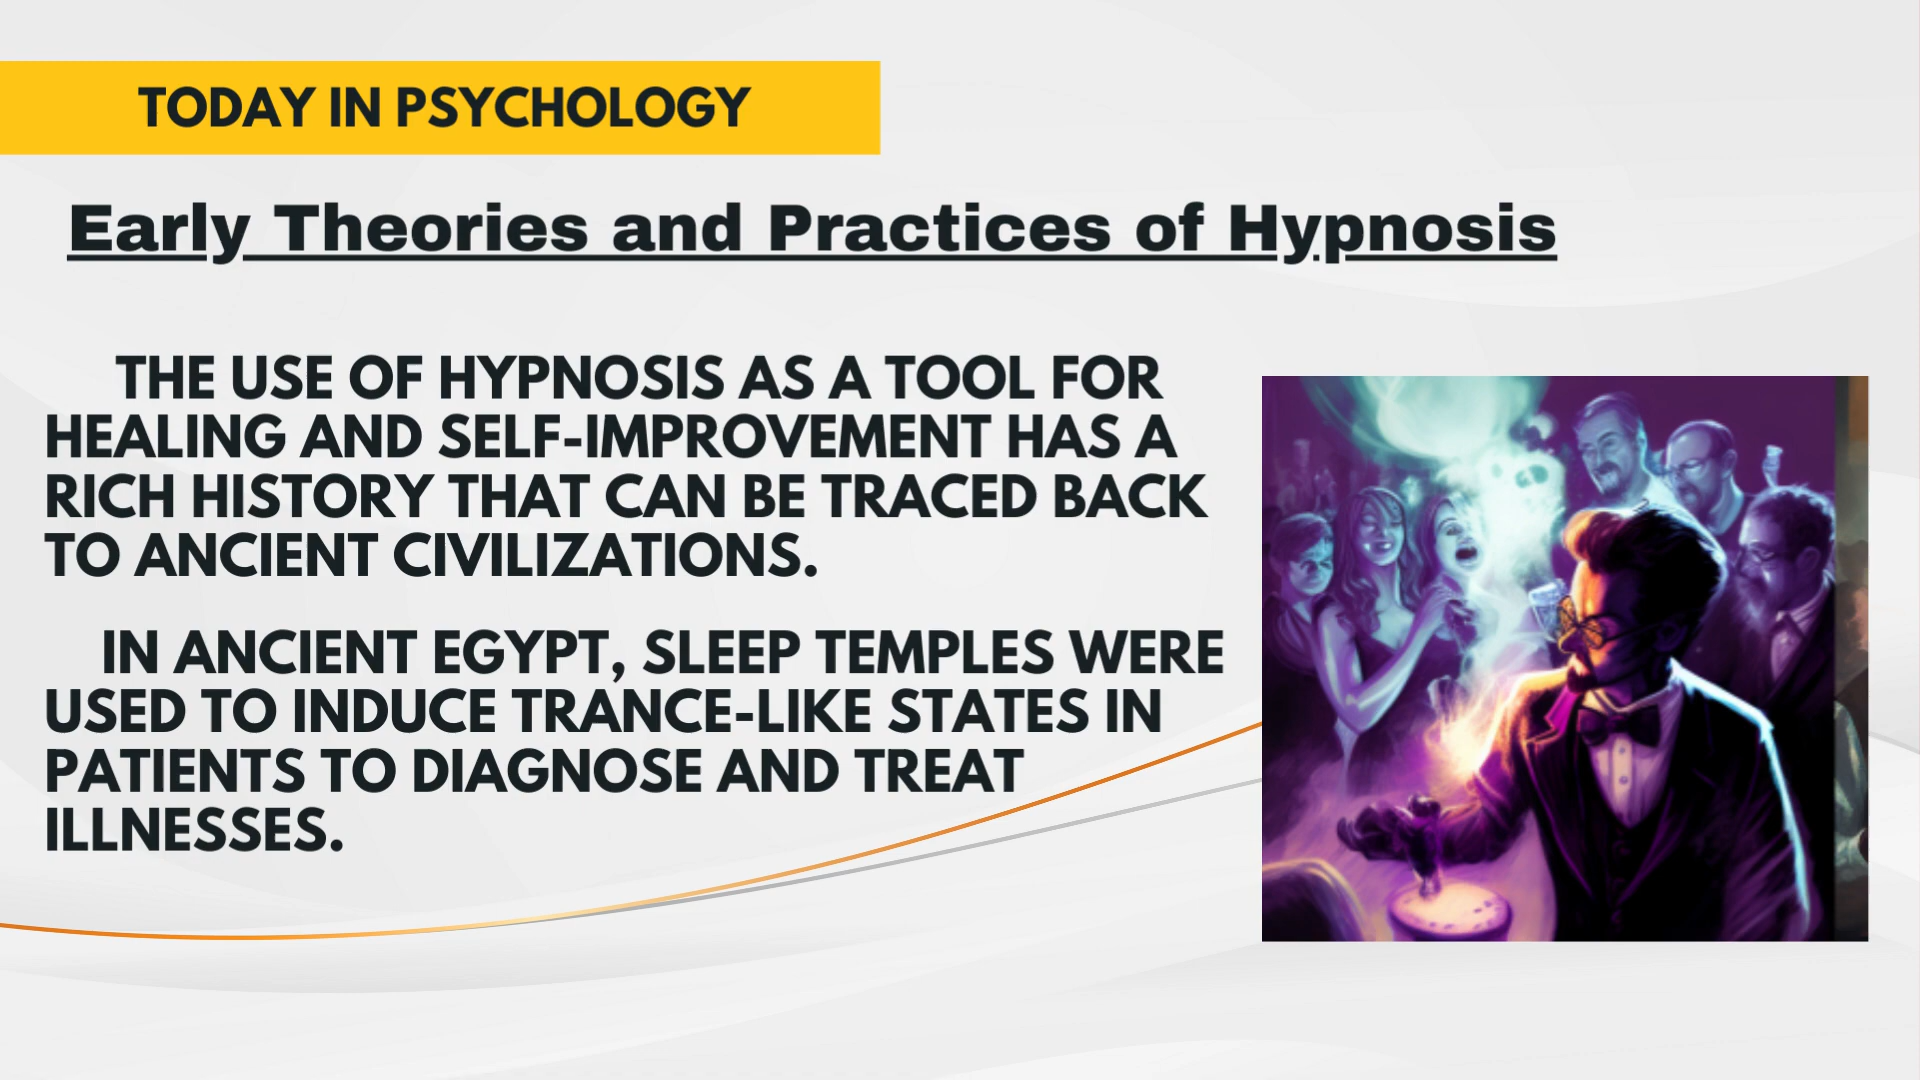 TODAY IN PSYCHOLOGY
Early Theories and Practices of Hypnosis
THE USE OF HYPNOSIS AS A TOOL FOR
HEALING AND SELF-IMPROVEMENT HAS A
RICH HISTORY THAT CAN BE TRACED BACK
TO ANCIENT CIVILIZATIONS.
IN ANCIENT EGYPT, SLEEP TEMPLES WERE
USED TO INDUCE TRANCE-LIKE STATES IN
PATIENTS TO DIAGNOSE AND TREAT
ILLNESSES.